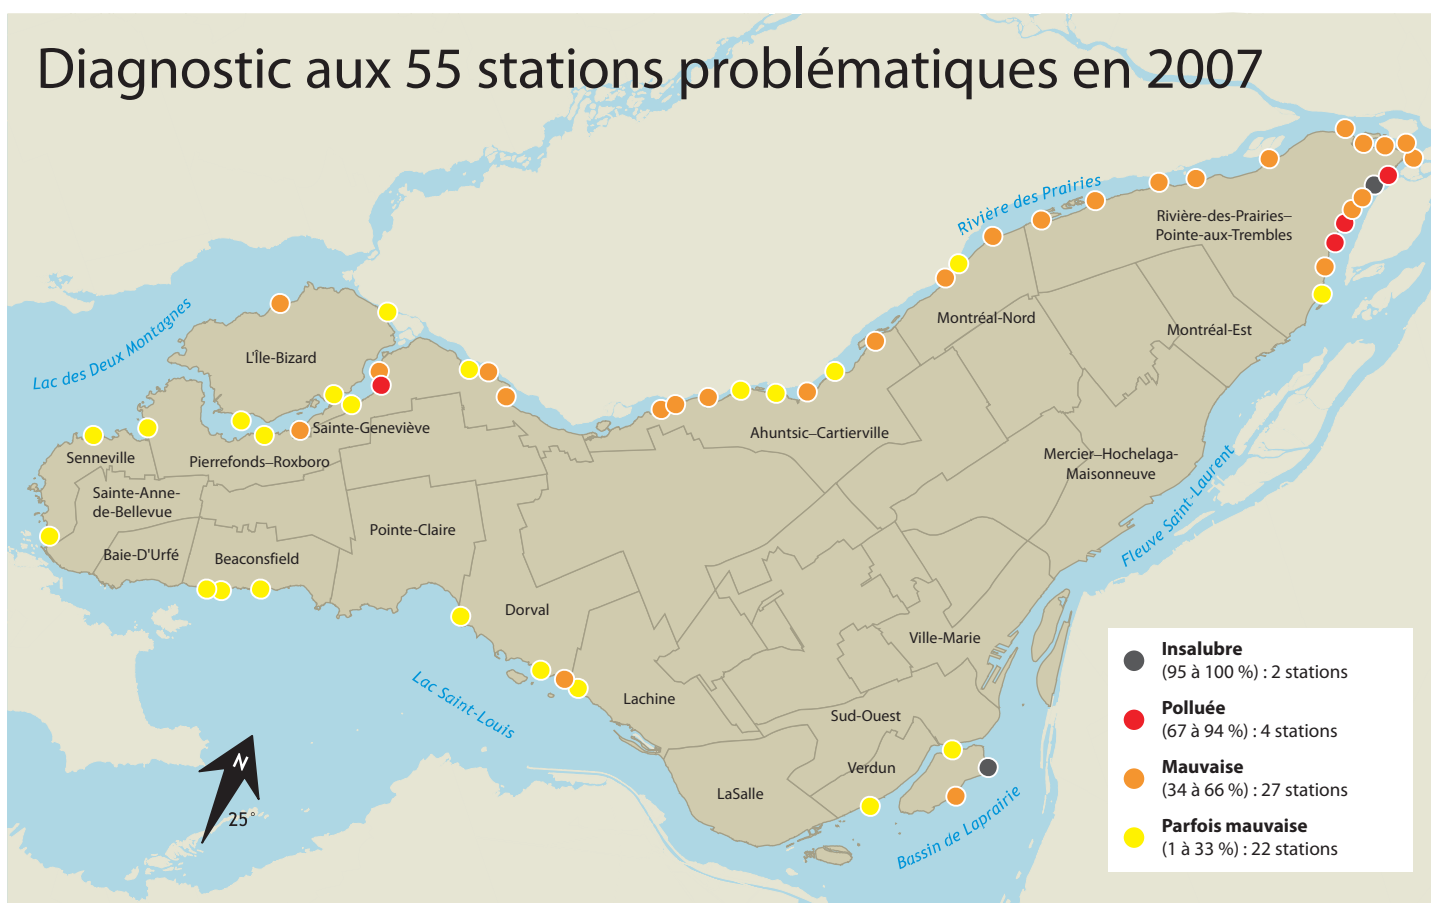 Diagnostic aux 55 stations problématiques en 2007
Rivière des Prairies
Rivière-des-Prairies–
Pointe-aux-Trembles
Lac des Deux Montagnes
L'Île-Bizard
Montréal-Nord
Montréal-Est
Sainte-Geneviève
Ahuntsic–Cartierville
Senneville
Pierrefonds–Roxboro
Mercier–Hochelaga-
Maisonneuve
Sainte-Anne-
de-Bellevue
Pointe-Claire
Fleuve Saint-Laurent
Baie-D'Urfé
Beaconsfield
Dorval
Ville-Marie
Lac Saint-Louis
Lachine
Sud-Ouest
Verdun
LaSalle
Bassin de Laprairie
N
25°
Insalubre
(95 à 100 %) : 2 stations
Polluée
(67 à 94 %) : 4 stations
Mauvaise
(34 à 66 %) : 27 stations
Parfois mauvaise
(1 à 33 %) : 22 stations